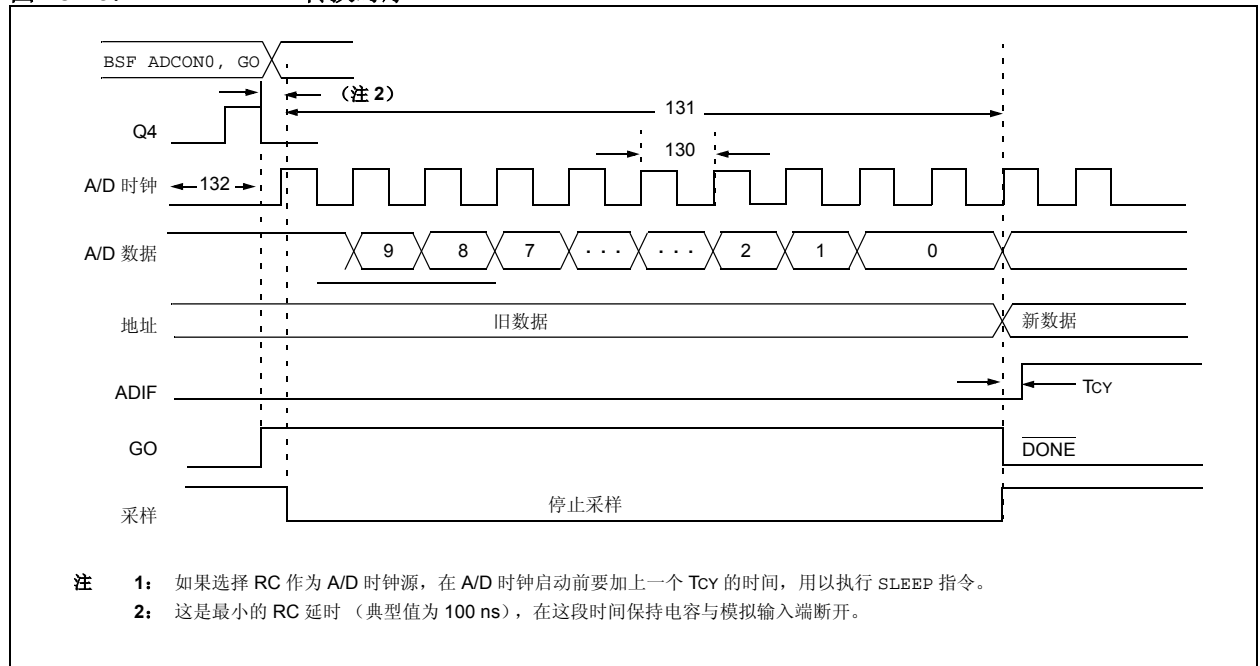 BSF ADCON0, GO
（注 2）
131
Q4
130
A/D 时钟
132
A/D 数据
9 8 7 · · · · · · 2 1 0
地址
旧数据
新数据
ADIF
TCY
GO
DONE
采样
停止采样
注 1： 如果选择 RC 作为 A/D 时钟源，在 A/D 时钟启动前要加上一个 TCY 的时间，用以执行 SLEEP 指令。
2： 这是最小的 RC 延时 （典型值为 100 ns），在这段时间保持电容与模拟输入端断开。